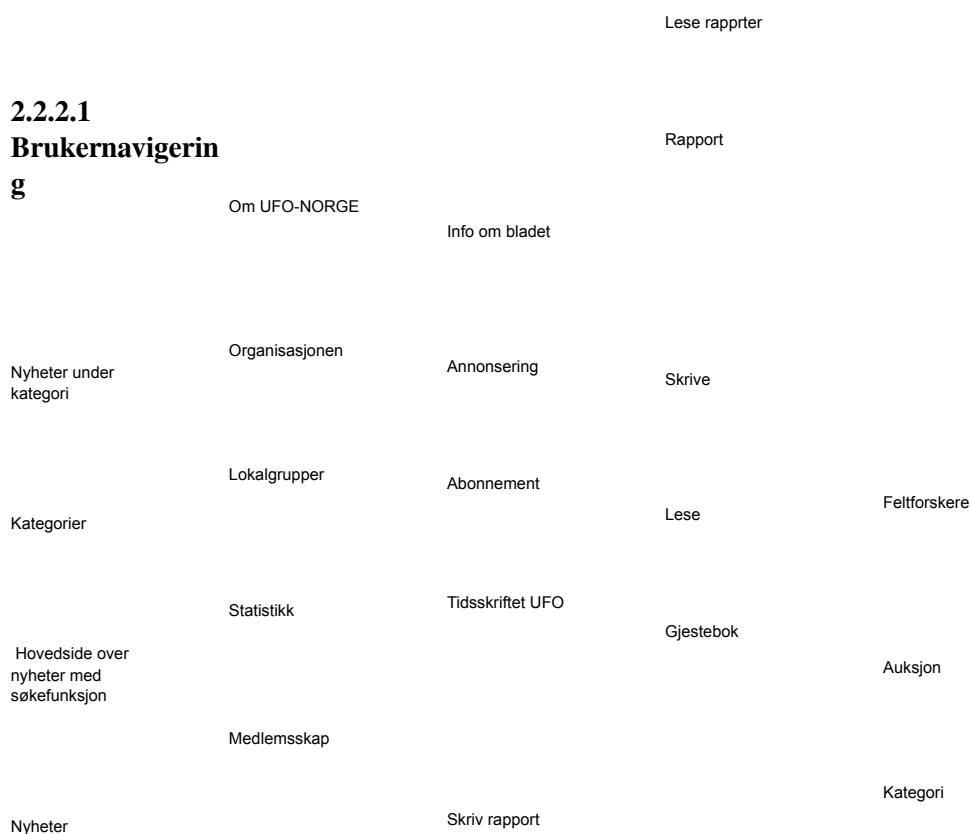 Lese rapprter
2.2.2.1
Brukernavigerin
g
Rapport
Om UFO-NORGE
Info om bladet
Organisasjonen
Annonsering
Nyheter under
kategori
Skrive
Lokalgrupper
Abonnement
Feltforskere
Lese
Kategorier
Tidsskriftet UFO
Statistikk
Gjestebok
Hovedside over
nyheter med
søkefunksjon
Auksjon
Medlemsskap
Kategori
Skriv rapport
Nyheter